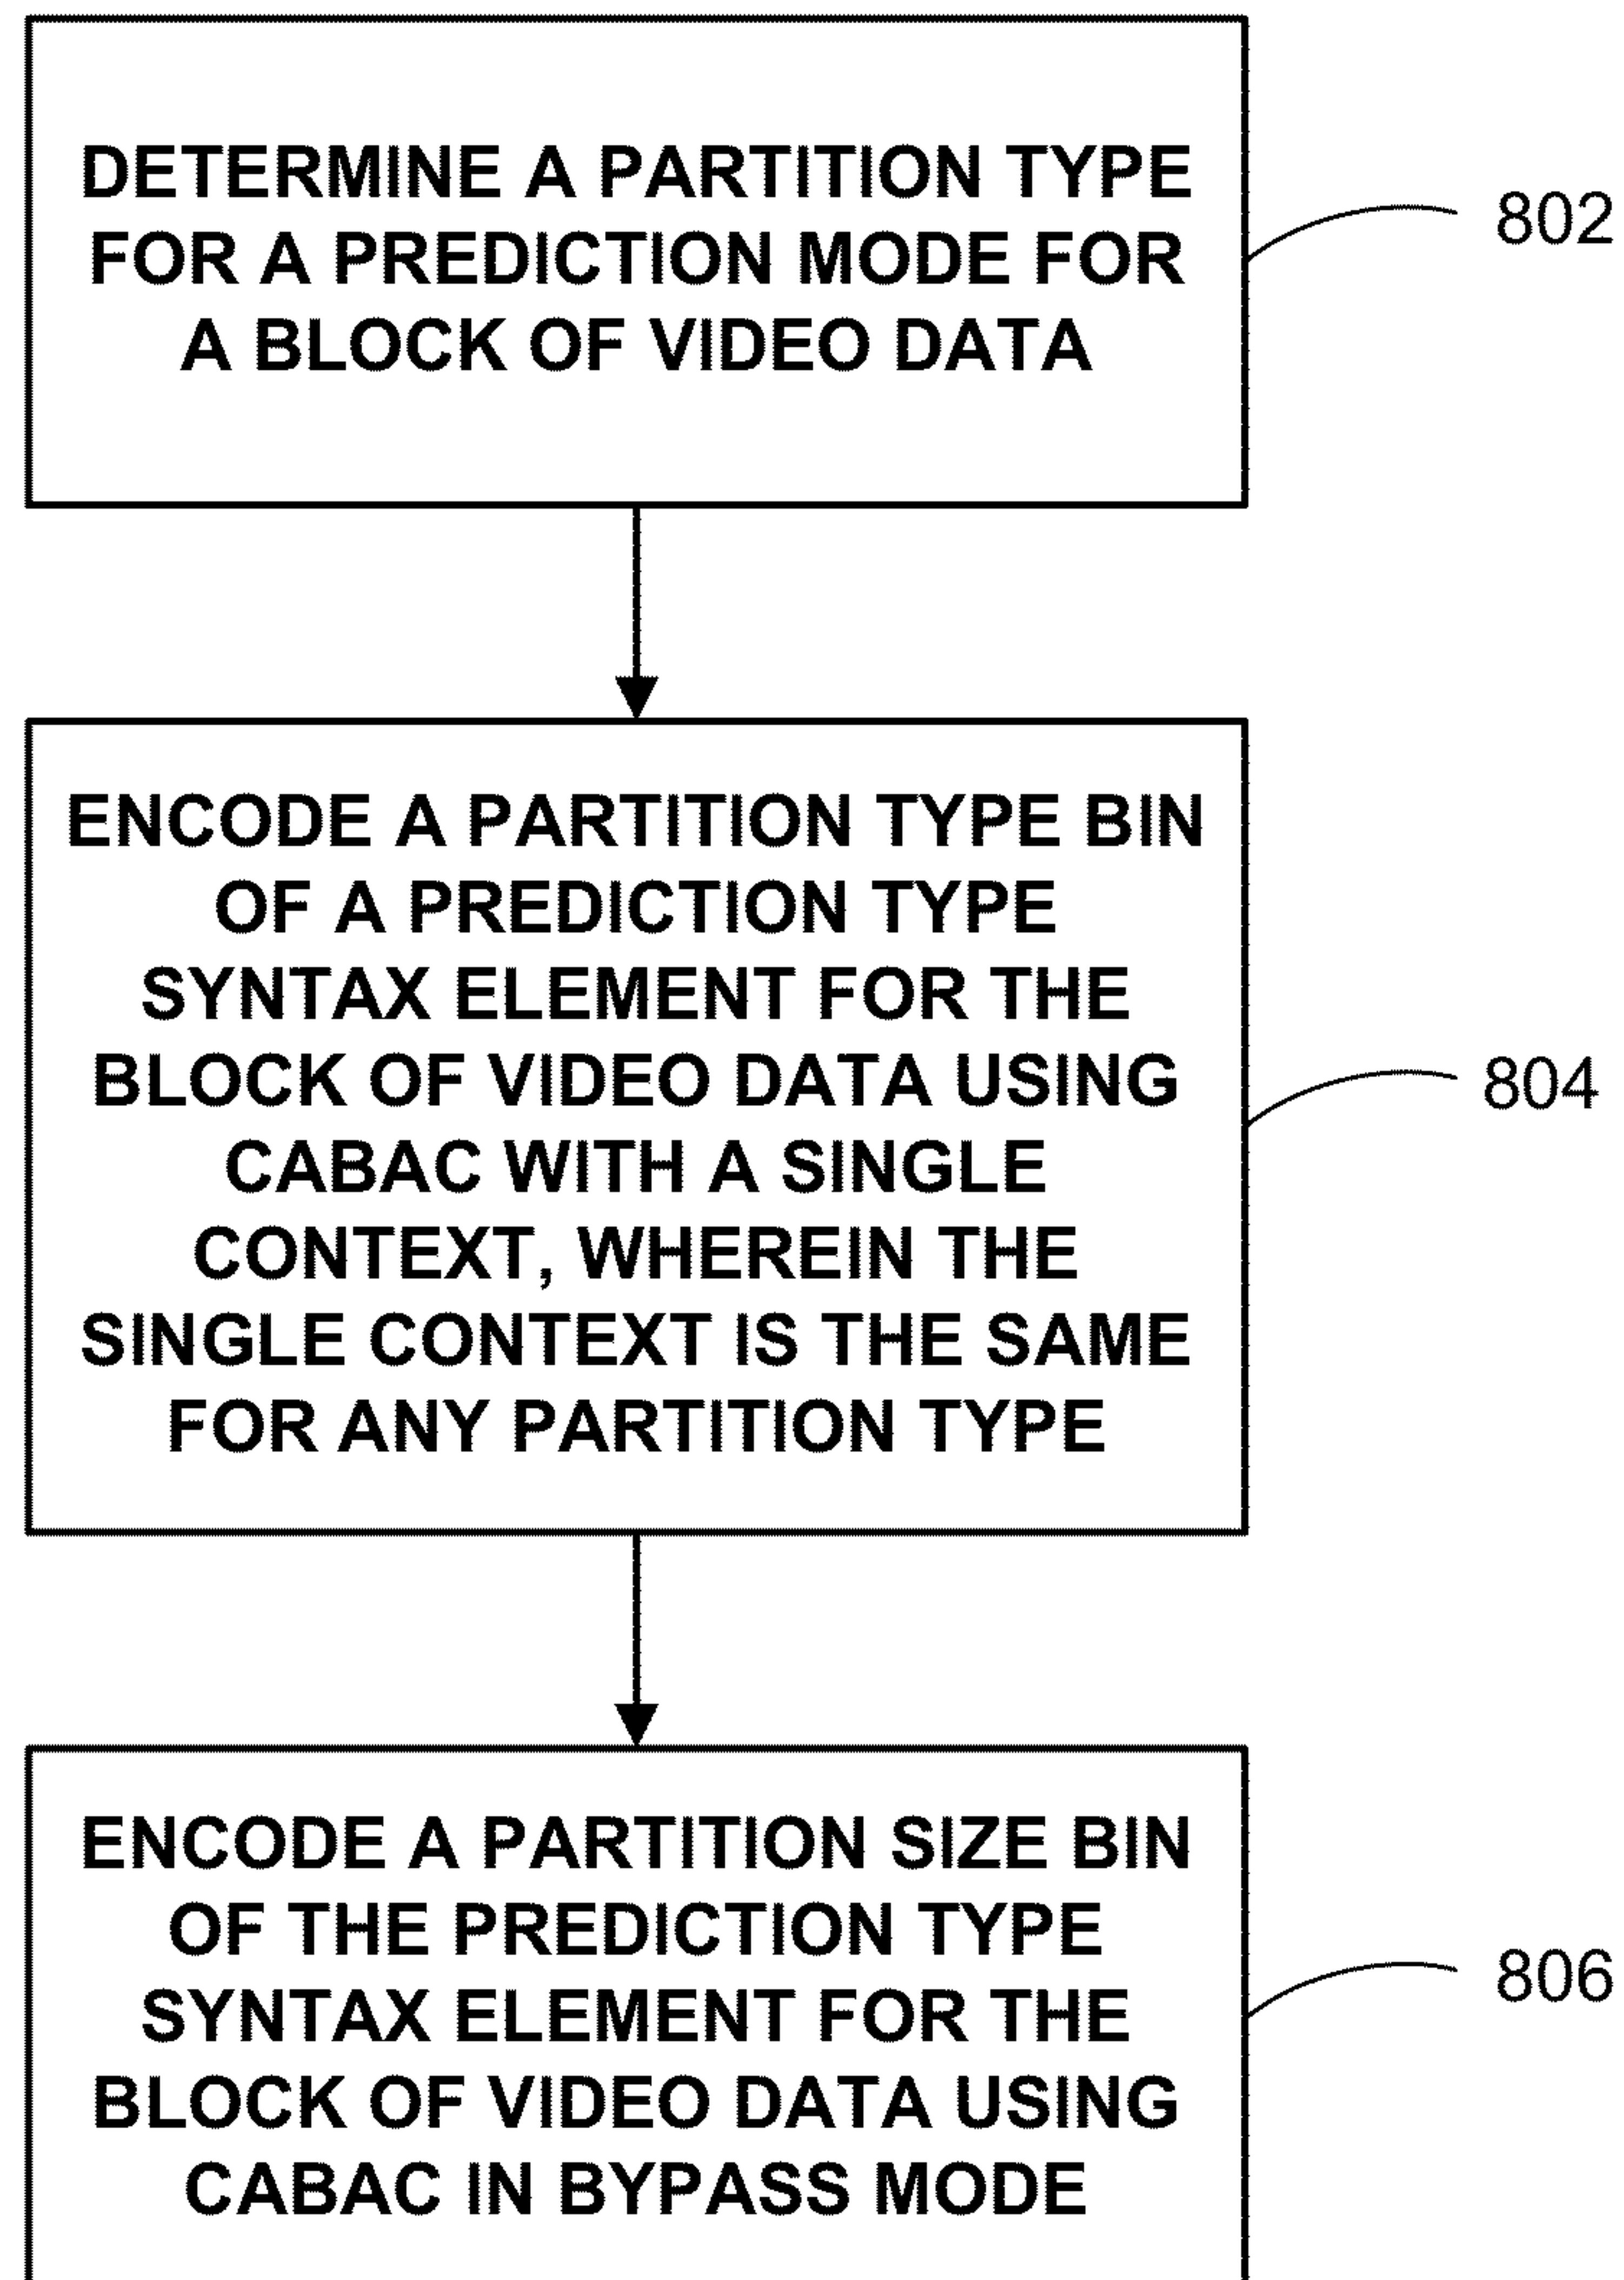 DETERMINE A PARTITION TYPE
FOR A PREDICTION MODE FOR
A BLOCK OF VIDEO DATA
802
ENCODE A PARTITION TYPE BIN
OF A PREDICTION TYPE
SYNTAX ELEMENT FOR THE
BLOCK OF VIDEO DATA USING
CABAC WITH A SINGLE
CONTEXT, WHEREIN THE
SINGLE CONTEXT IS THE SAME
FOR ANY PARTITION TYPE
804
ENCODE A PARTITION SIZE BIN
OF THE PREDICTION TYPE
SYNTAX ELEMENT FOR THE
BLOCK OF VIDEO DATA USING
CABAC IN BYPASS MODE
806